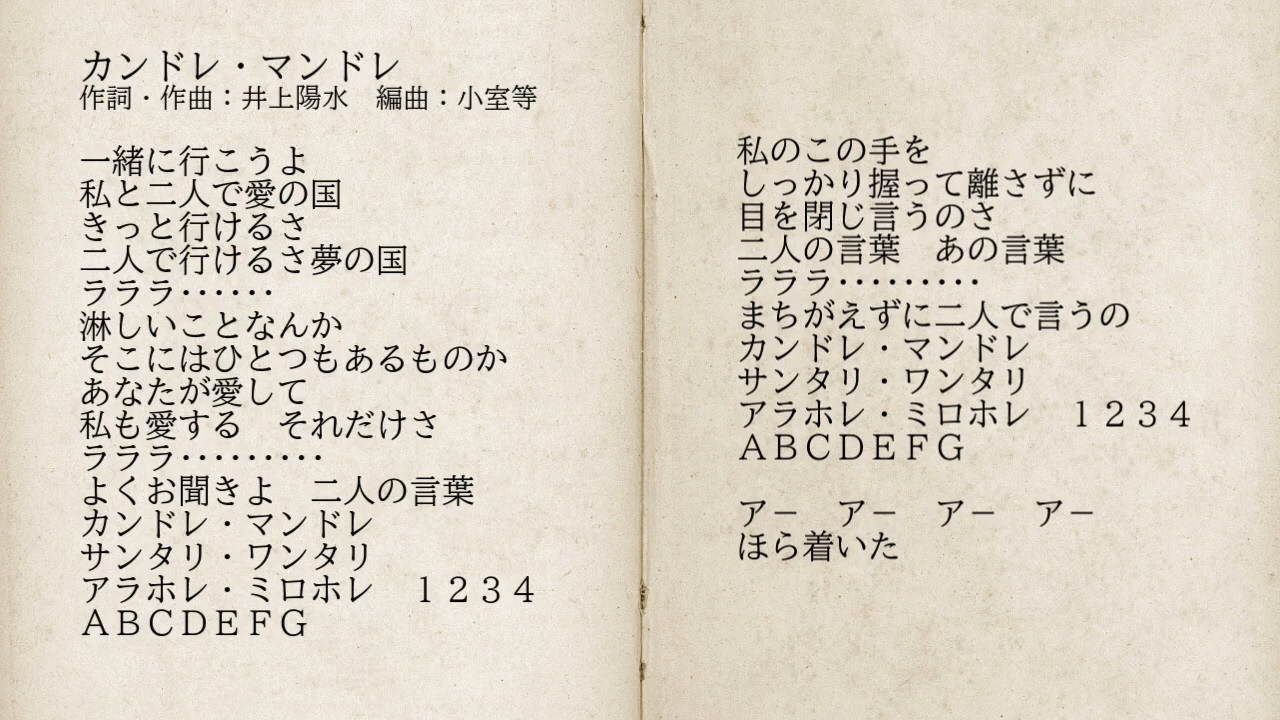 カンドレ・マンドレ
作詞・作曲：井上陽水　編曲：小室等
一緒に行こうよ
私と二人で愛の国
きっと行けるさ
二人で行けるさ夢の国
ラララ‥‥‥
淋しいことなんか
そこにはひとつもあるものか
あなたが愛して
私も愛する　それだけさ
ラララ‥‥‥‥‥
よくお聞きよ　二人の言葉
カンドレ・マンドレ
サンタリ・ワンタリ
アラホレ・ミロホレ　１２３４
ＡＢＣＤＥＦＧ
私のこの手を
しっかり握って離さずに
目を閉じ言うのさ
二人の言葉　あの言葉
ラララ‥‥‥‥‥
まちがえずに二人で言うの
カンドレ・マンドレ
サンタリ・ワンタリ
アラホレ・ミロホレ　１２３４
ＡＢＣＤＥＦＧ
ア－　ア－　ア－　ア－
ほら着いた